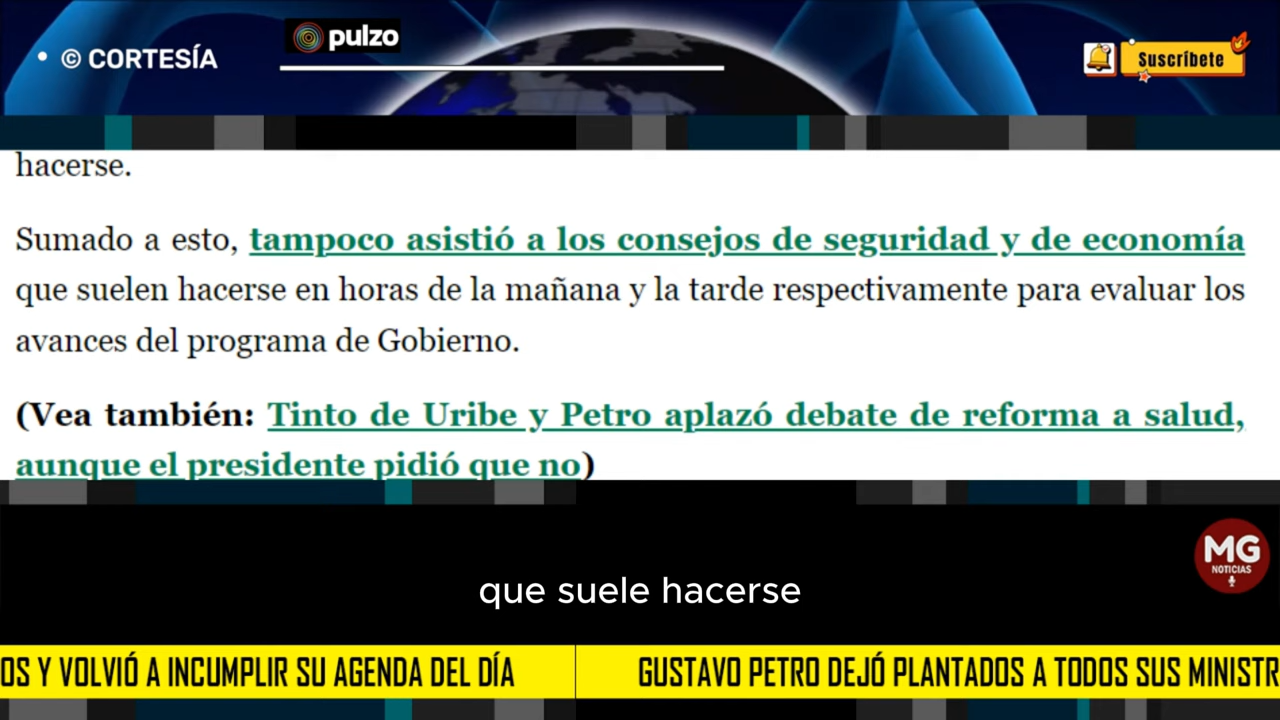 • © CORTESÍA
pulzo
Suscríbete
hacerse.
Sumado a esto, tampoco asistió a los consejos de seguridad y de economía
que suelen hacerse en horas de la mañana y la tarde respectivamente para evaluar los
avances del programa de Gobierno.
(Vea también: Tinto de Uribe y Petro aplazó debate de reforma a salud,
aunque el presidente pidió que no)
MG
NOTICIAS
que suele hacerse
OS Y VOLVIÓ A INCUMPLIR SU AGENDA DEL DÍA
GUSTAVO PETRO DEJÓ PLANTADOS A TODOS SUS MINISTR